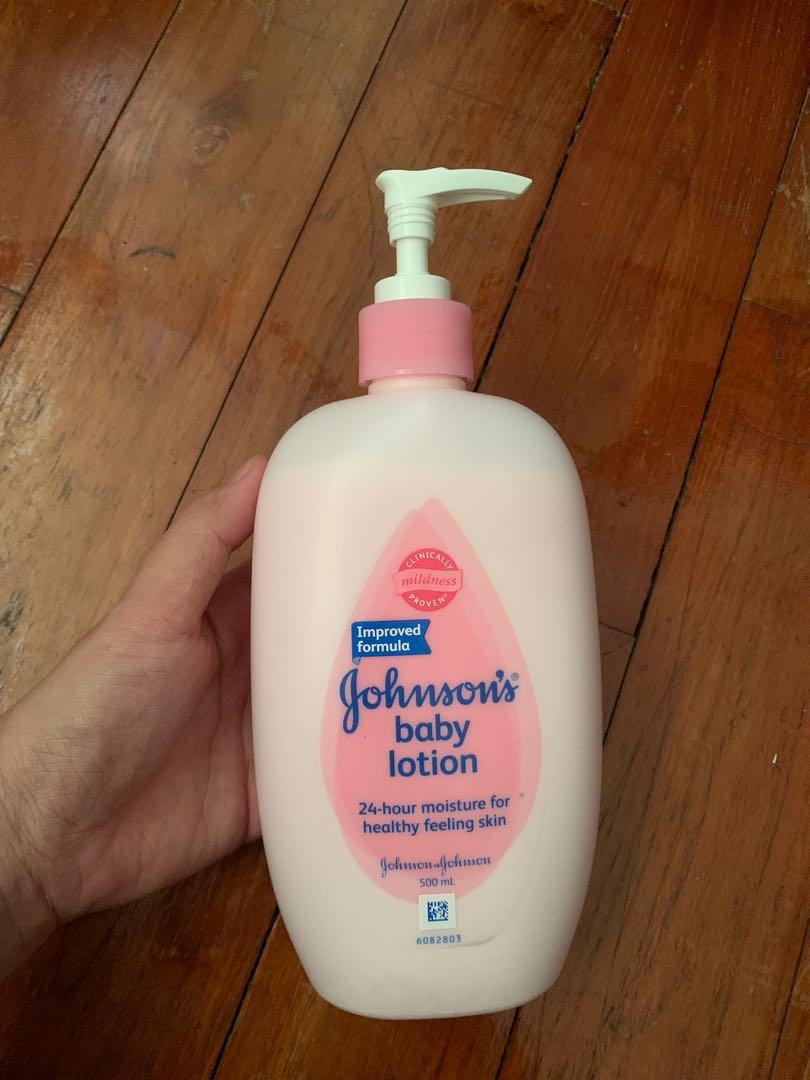 CLINICALLY
mildness
PROVEN®
Improved
formula
Johnson's®
baby
lotion
24-hour moisture for
healthy feeling skin
Johnson & Johnson
500 mL
6082803